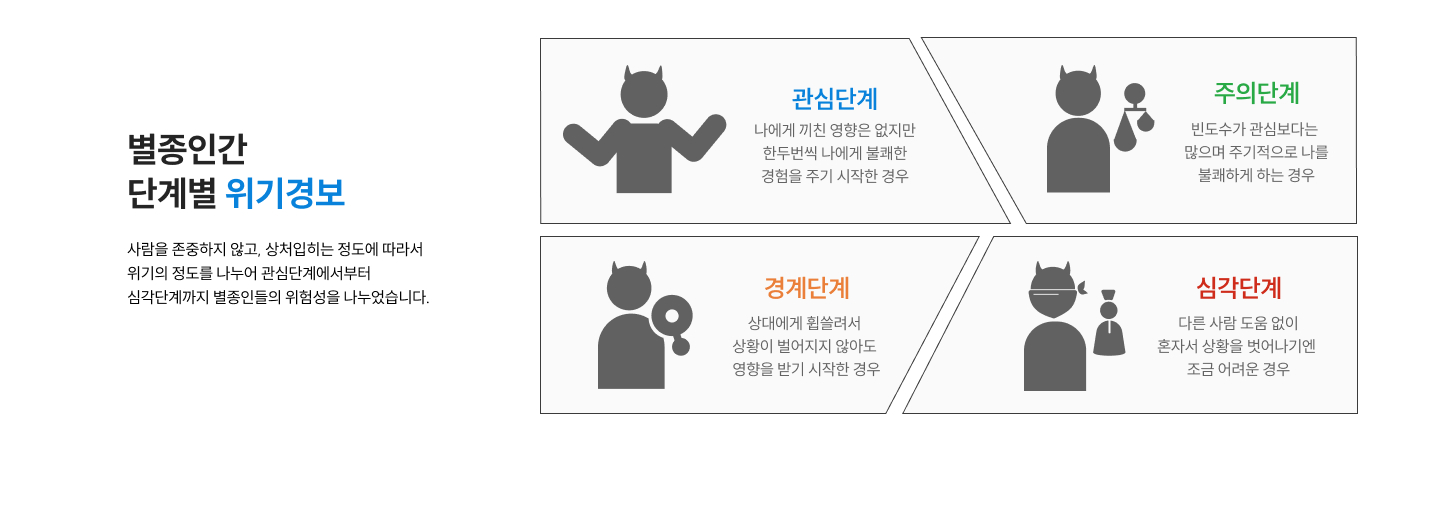 별종인간
단계별 위기경보
사람을 존중하지 않고, 상처입히는 정도에 따라서
위기의 정도를 나누어 관심단계에서부터
심각단계까지 별종인들의 위험성을 나누었습니다.
관심단계
나에게 끼친 영향은 없지만
한두번씩 나에게 불쾌한
경험을 주기 시작한 경우
주의단계
빈도수가 관심보다는
많으며 주기적으로 나를
불쾌하게 하는 경우
경계단계
상대에게 휩쓸려서
상황이 벌어지지 않아도
영향을 받기 시작한 경우
심각단계
다른 사람 도움 없이
혼자서 상황을 벗어나기엔
조금 어려운 경우